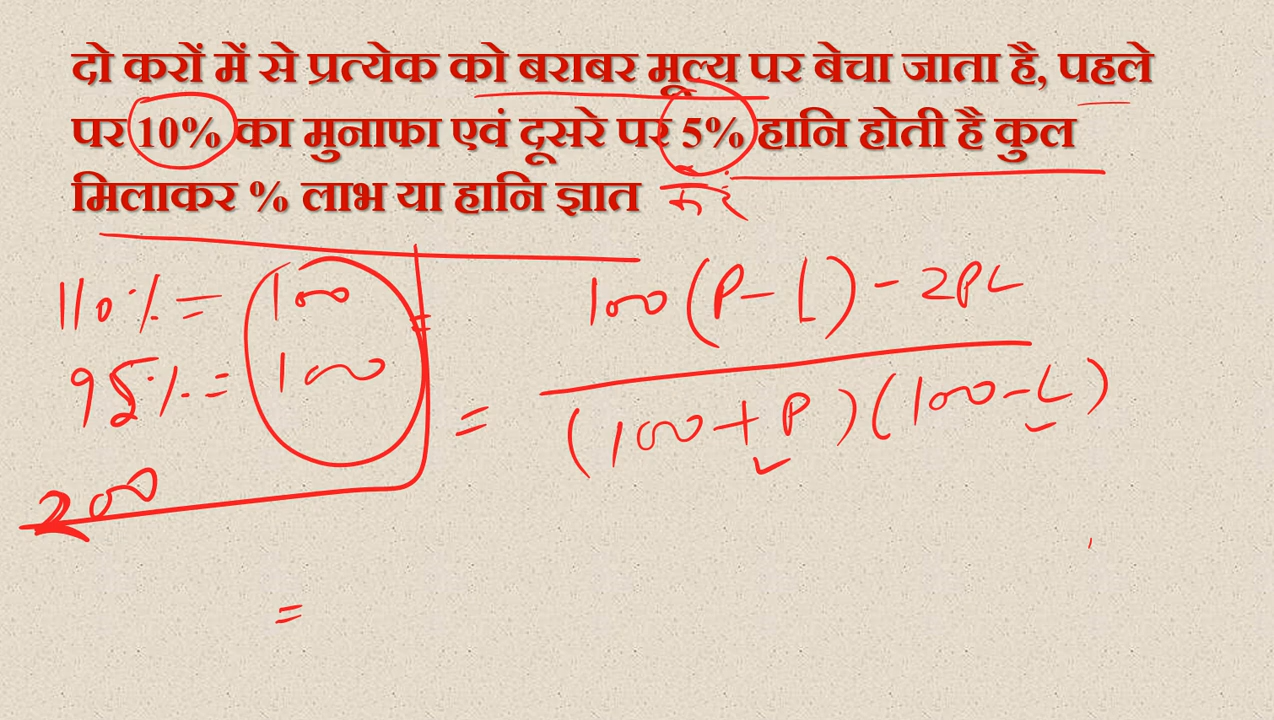 दो करों में से प्रत्येक को बराबर मूल्य पर बेचा जाता है, पहले
पर 10% का मुनाफा एवं दूसरे पर 5% हानि होती है कुल
मिलाकर % लाभ या हानि ज्ञात करें
110% = 100
95% = 100
200
=
= 100(P-L) - 2PL
(100+P)(100-L)
=